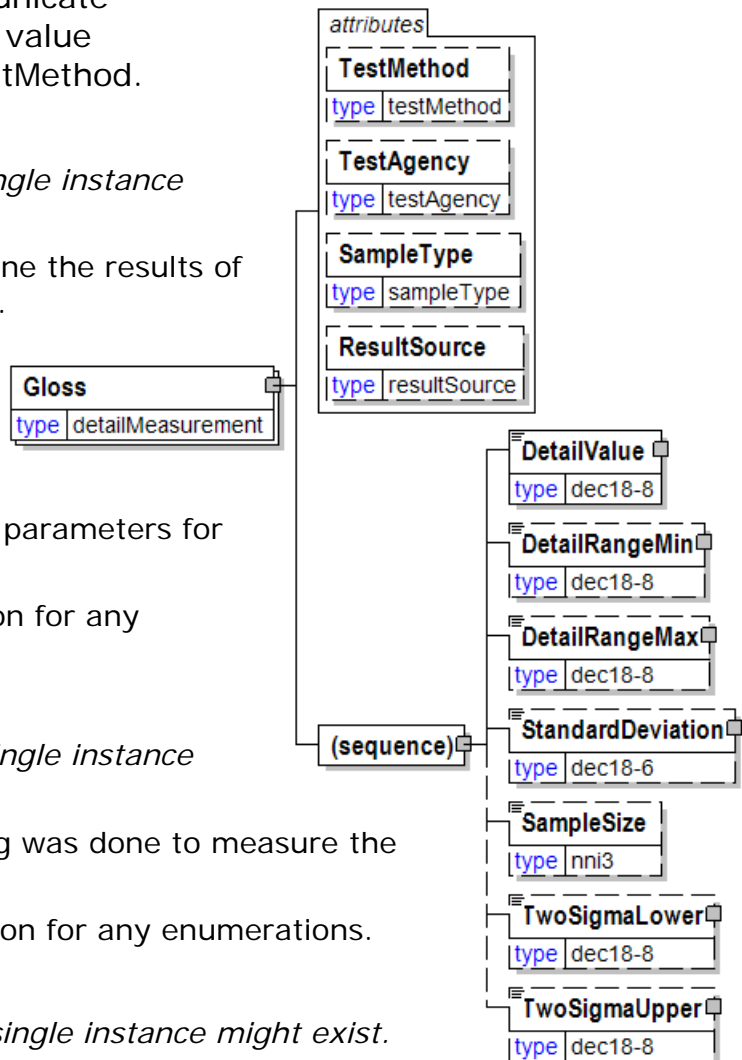 unicate
value
tMethod.
ngle instance
ne the results of
.
parameters for
on for any
ngle instance
g was done to measure the
on for any enumerations.
single instance might exist.
attributes
TestMethod
type testMethod
TestAgency
type testAgency
SampleType
type sampleType
ResultSource
type resultSource
Gloss
type detailMeasurement
(sequence)
DetailValue
type dec18-8
DetailRangeMin
type dec18-8
DetailRangeMax
type dec18-8
StandardDeviation
type dec18-6
SampleSize
type nni3
TwoSigmaLower
type dec18-8
TwoSigmaUpper
type dec18-8